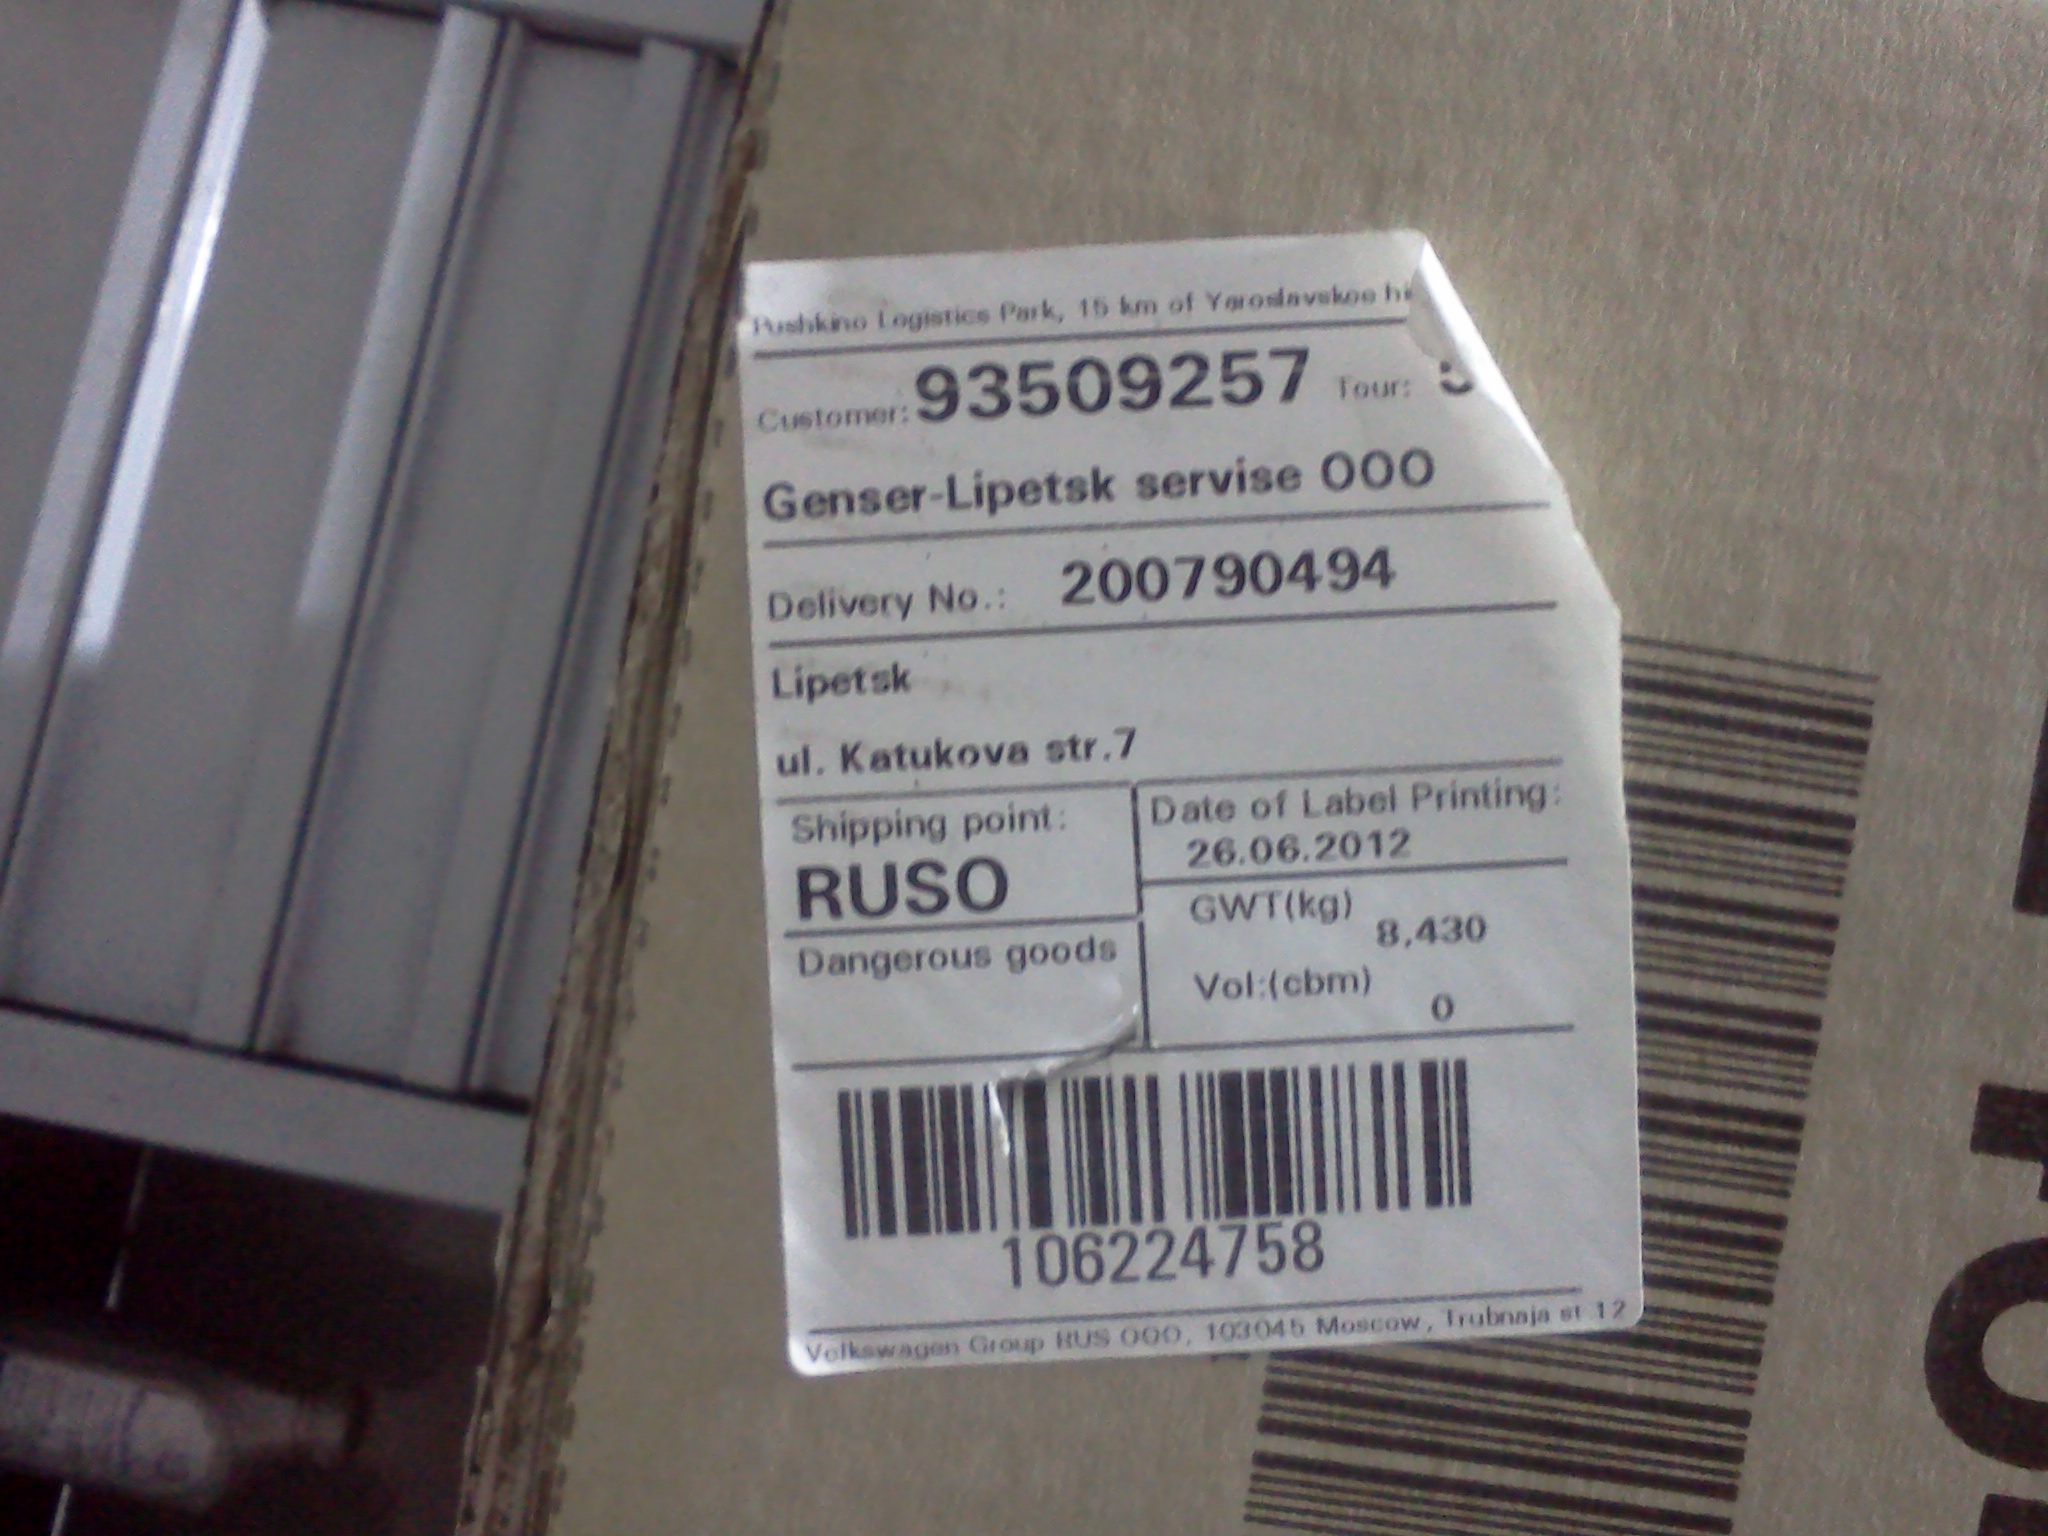 Pushkino Logistics Park, 15 km of Yaroslavskoe
Customer: 93509257 Tour:
Genser-Lipetsk servise OOO
Delivery No.: 200790494
Lipetsk
ul. Katukova str.7
Shipping point:
RUSO
Date of Label Printing:
26.06.2012
GWT(kg)
8,430
Vol:(cbm)
0
Dangerous goods
106224758
Volkswagen Group RUS OOO, 103045 Moscow, Trubnaja st 12